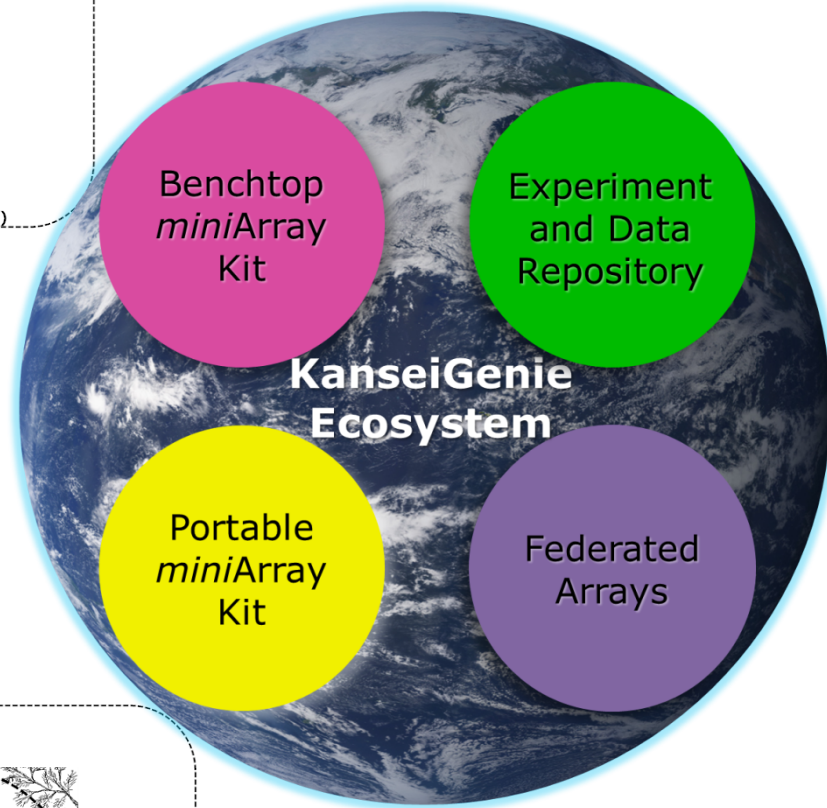 Benchtop
miniArray
Kit
Experiment
and Data
Repository
KanseiGenie
Ecosystem
Portable
miniArray
Kit
Federated
Arrays